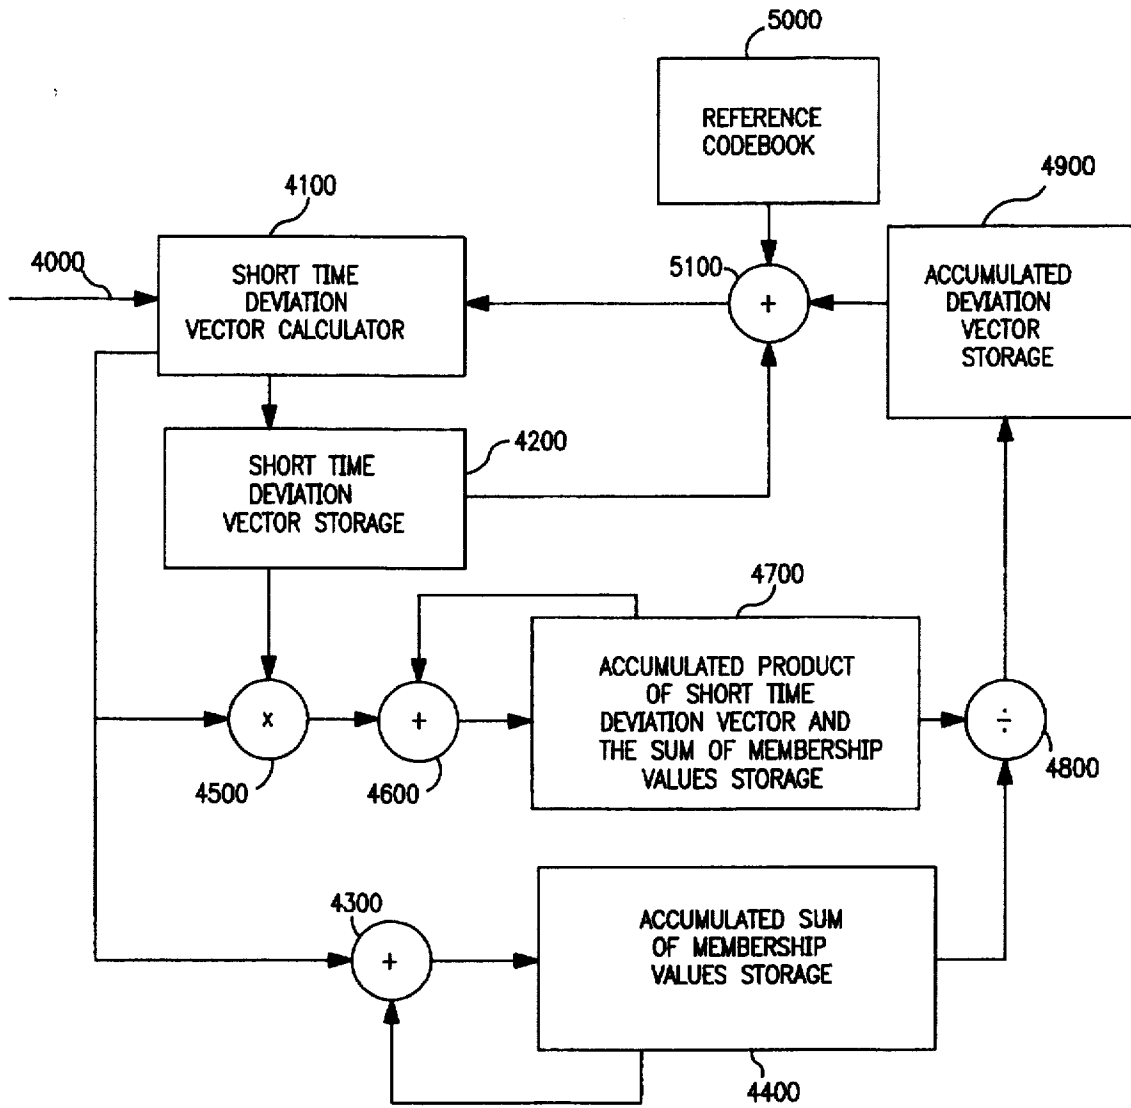 5000
REFERENCE
CODEBOOK
4100
4900
4000
SHORT TIME
DEVIATION
VECTOR CALCULATOR
5100
+
ACCUMULATED
DEVIATION
VECTOR
STORAGE
4200
SHORT TIME
DEVIATION
VECTOR STORAGE
4700
x
+
ACCUMULATED PRODUCT
OF SHORT TIME
DEVIATION VECTOR AND
THE SUM OF MEMBERSHIP
VALUES STORAGE
÷
4500
4600
4800
4300
+
ACCUMULATED SUM
OF MEMBERSHIP
VALUES STORAGE
4400